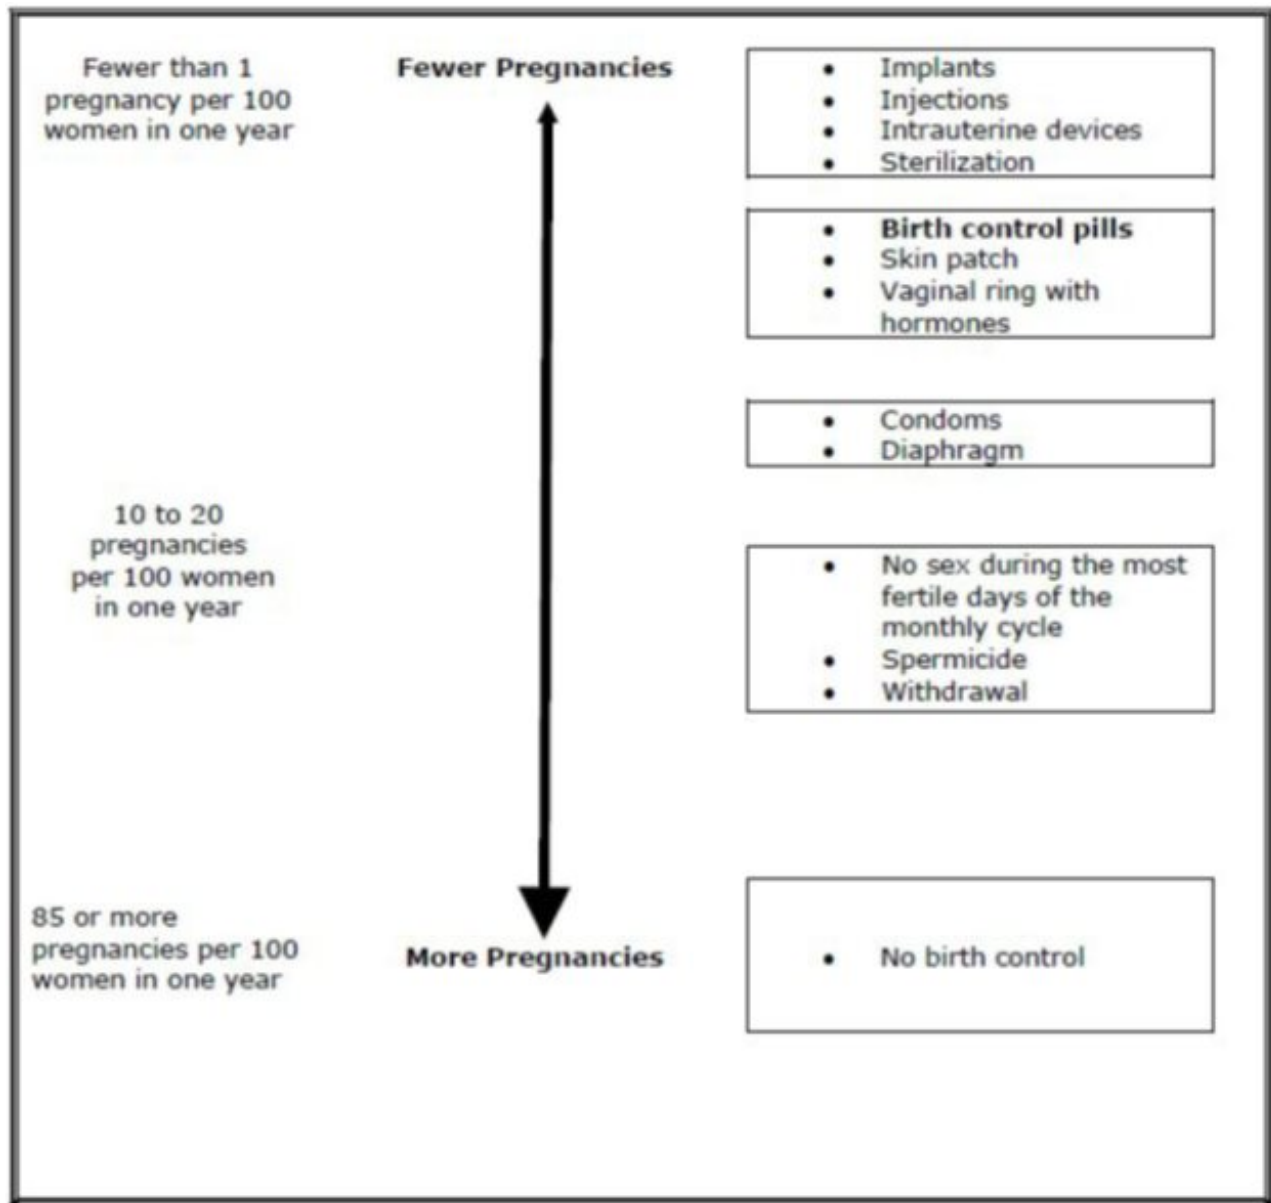 Fewer than 1
pregnancy per 100
women in one year
Fewer Pregnancies
• Implants
• Injections
• Intrauterine devices
• Sterilization
• Birth control pills
• Skin patch
• Vaginal ring with
hormones
• Condoms
• Diaphragm
10 to 20
pregnancies
per 100 women
in one year
• No sex during the most
fertile days of the
monthly cycle
• Spermicide
• Withdrawal
85 or more
pregnancies per 100
women in one year
More Pregnancies
• No birth control